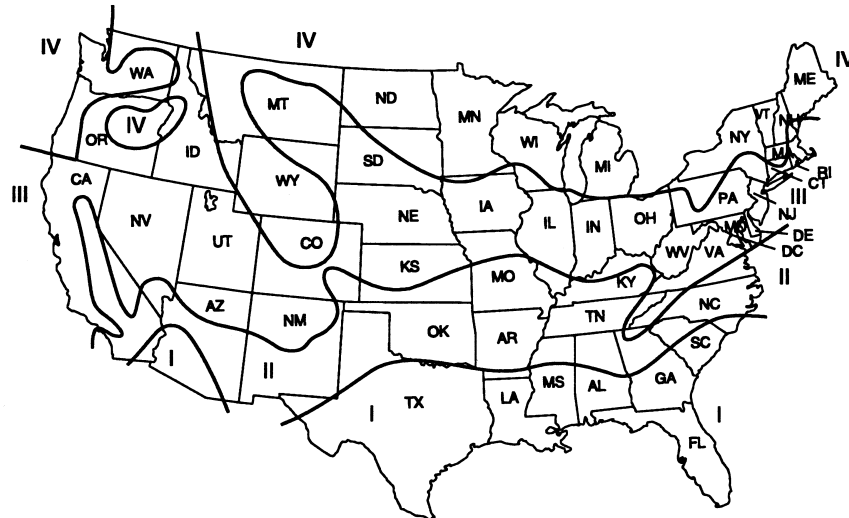 IV
IV
IV
WA
ME
MT
ND
MN
VT
NH
OR
IV
NY
WI
MI
MA
ID
SD
RI
CT
CA
WY
III
PA
III
IA
NJ
NE
IL
IN
OH
NV
MD
DE
UT
CO
WV
VA
DC
KS
MO
KY
II
AZ
NM
NC
TN
OK
AR
SC
I
II
MS
AL
GA
LA
TX
I
I
FL